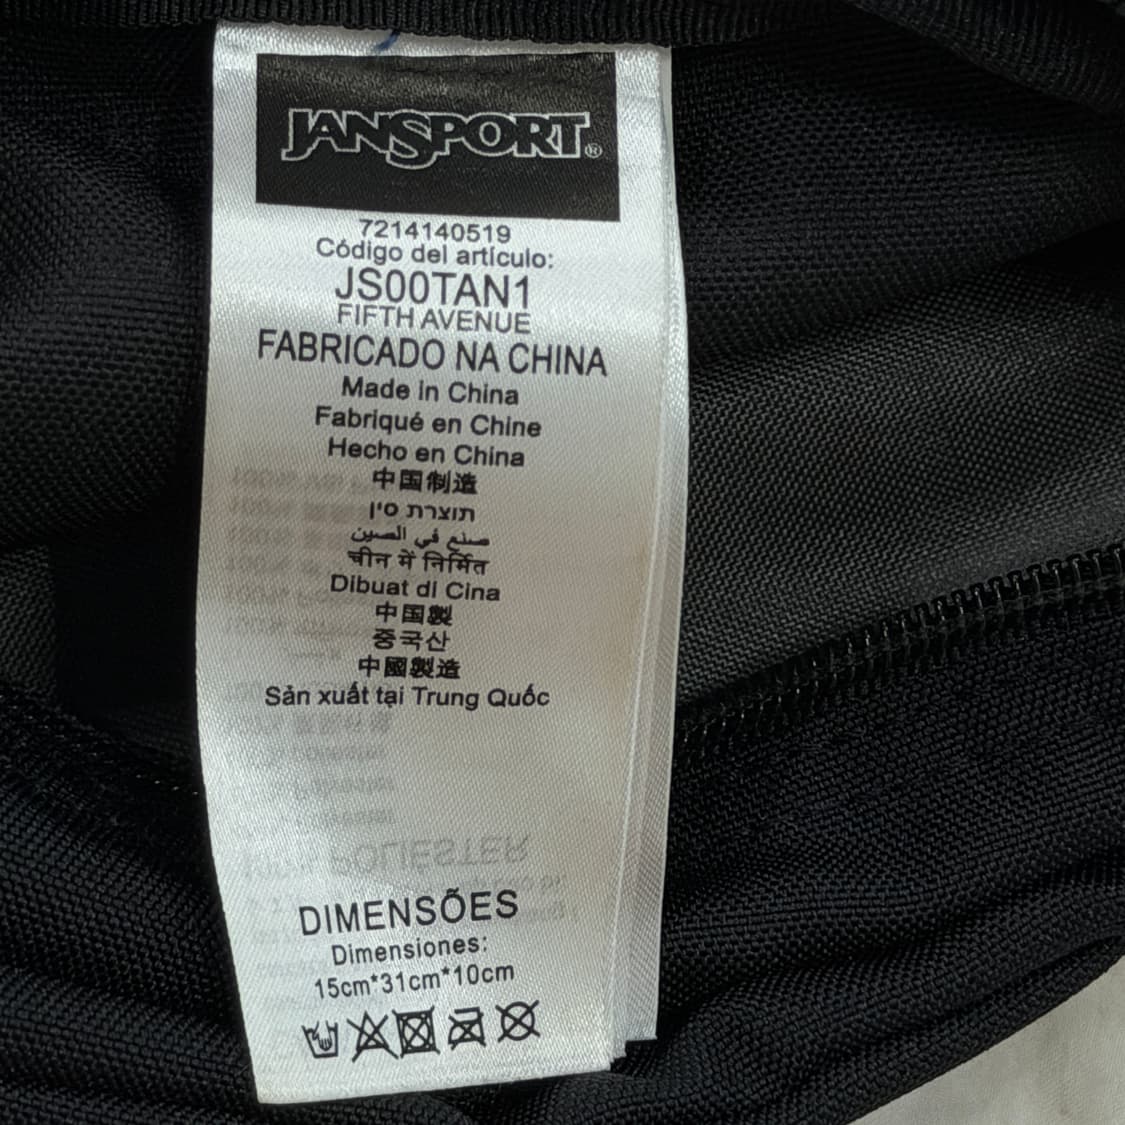 JANSPORT®
7214140519
Código del artículo:
JS00TAN1
FIFTH AVENUE
FABRICADO NA CHINA
Made in China
Fabriqué en Chine
Hecho en China
中国制造
תוצרת סין
صنع في الصين
चीन में निर्मित
Dibuat di Cina
中国製
중국산
中國製造
Sản xuất tại Trung Quốc
POLIÉSTER
DIMENSÕES
Dimensiones:
15cm*31cm*10cm